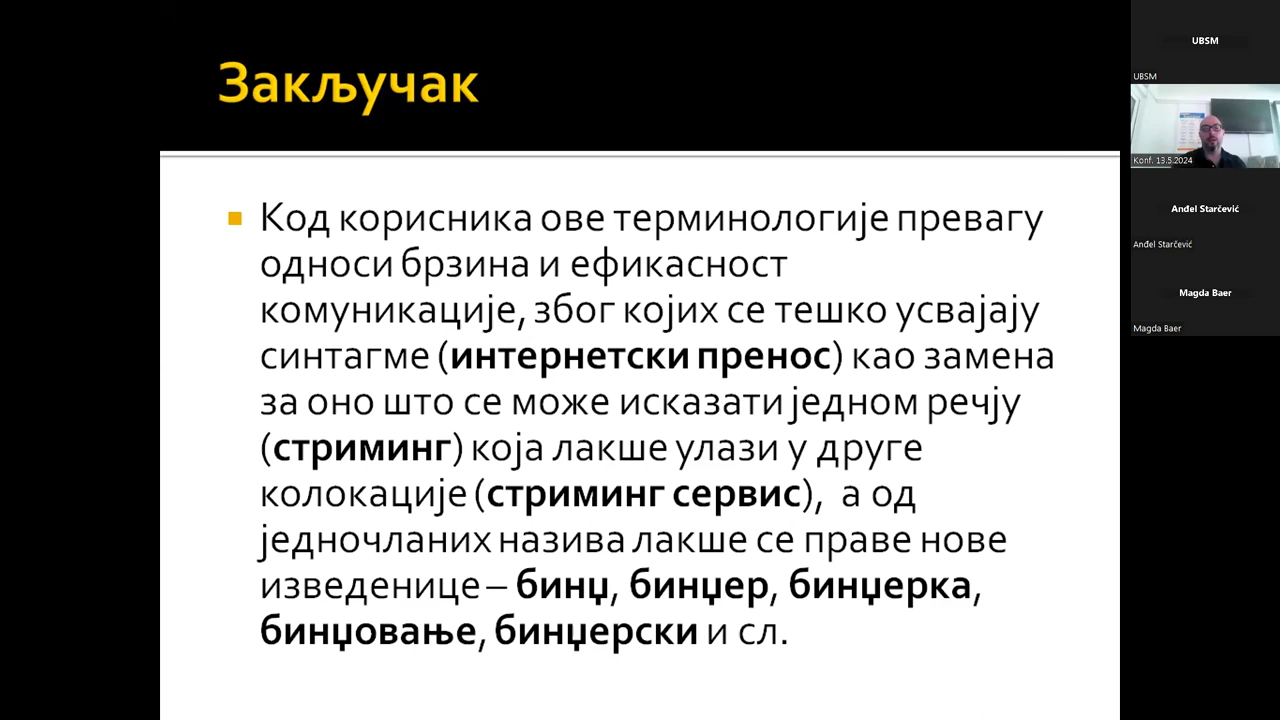 Закључак
Код корисника ове терминологије превагу
односи брзина и ефикасност
комуникације, због којих се тешко усвајају
синтагме (интернетски пренос) као замена
за оно што се може исказати једном речју
(стриминг) која лакше улази у друге
колокације (стриминг сервис), а од
једночланих назива лакше се праве нове
изведенице – бинџ, бинџер, бинџерка,
бинџовање, бинџерски и сл.
UBSM
UBSM
Konf. 13.5.2024
Anđel Starčević
Anđel Starčević
Magda Baer
Magda Baer